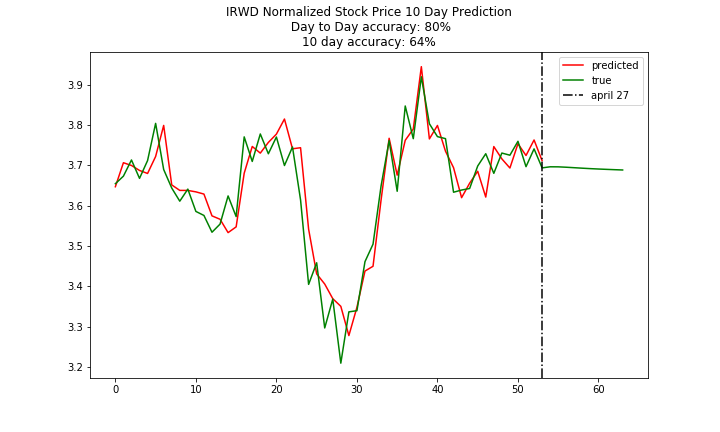 IRWD Normalized Stock Price 10 Day Prediction
Day to Day accuracy: 80%
10 day accuracy: 64%
predicted
true
april 27
3.9
3.8
3.7
3.6
3.5
3.4
3.3
3.2
0 10 20 30 40 50 60